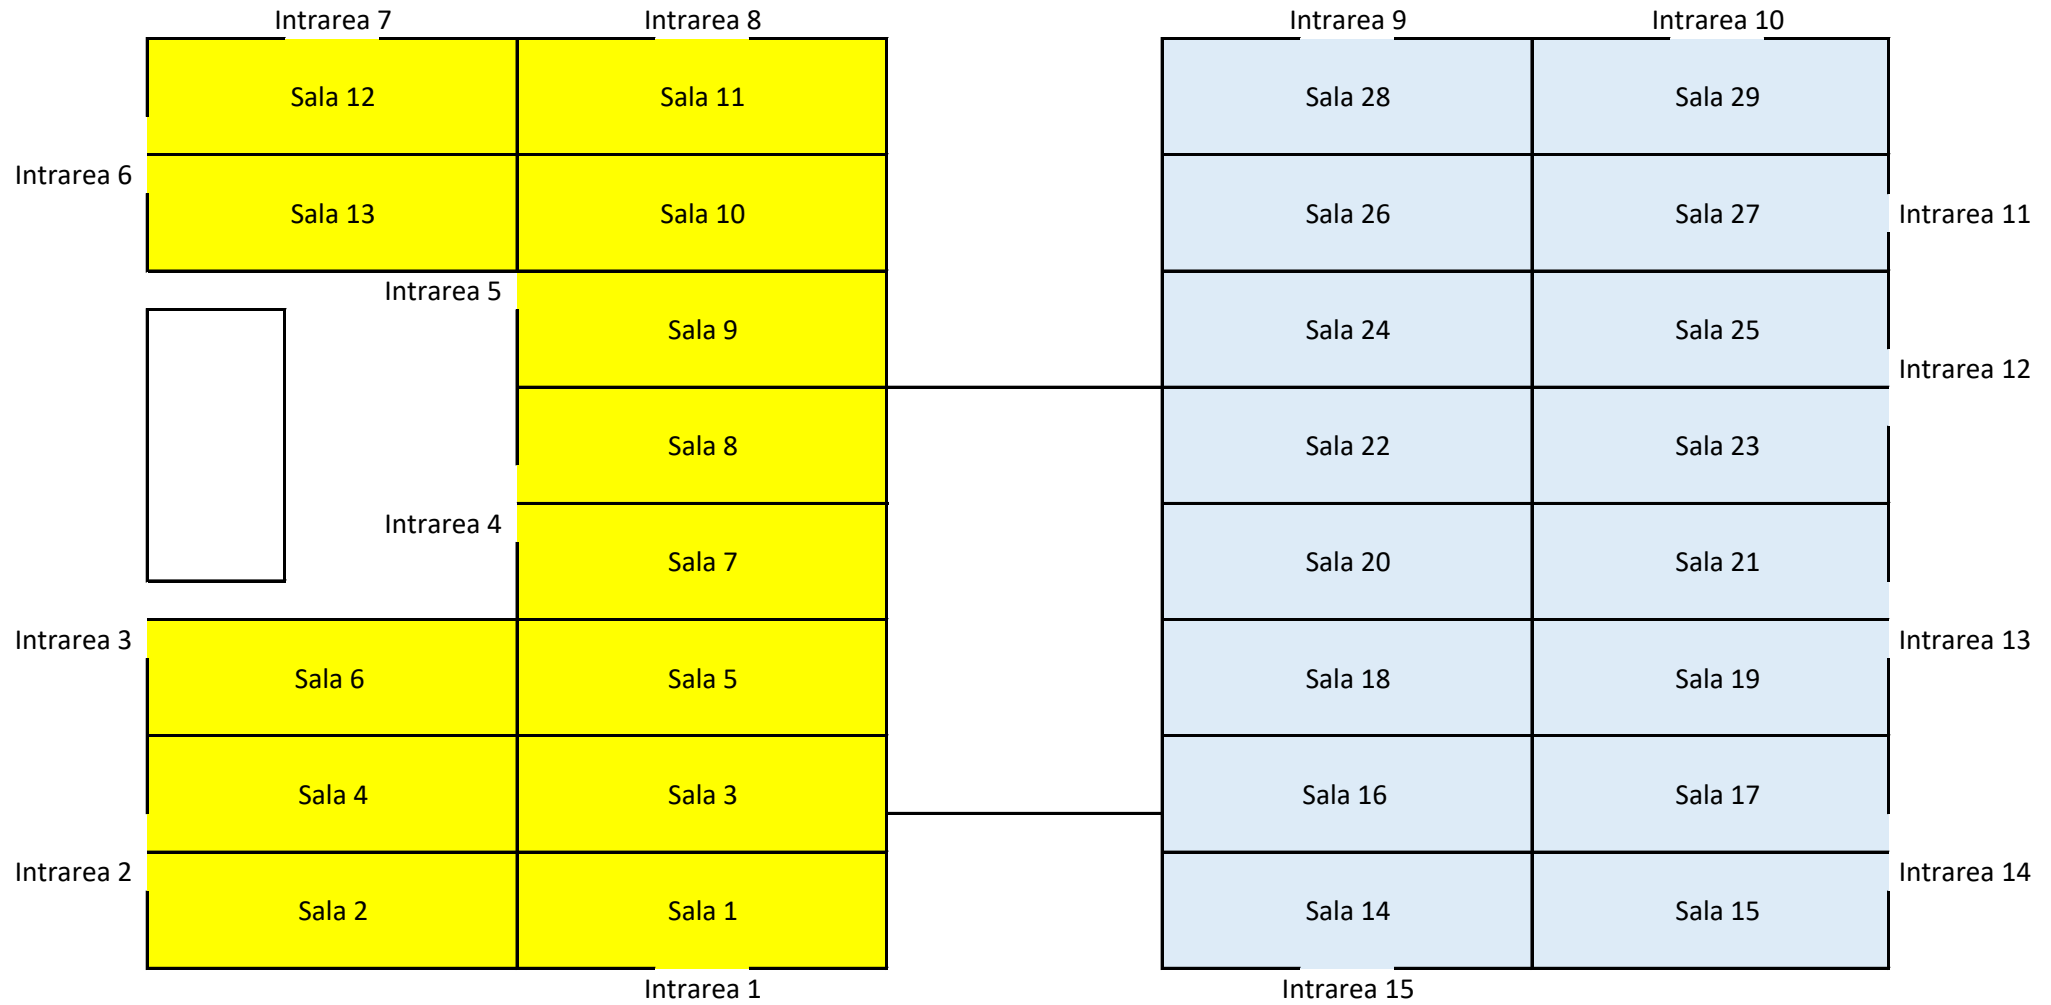 Intrarea 7 Intrarea 8 Intrarea 9 Intrarea 10
Sala 12 Sala 11 Sala 28 Sala 29
Intrarea 6
Sala 13 Sala 10 Sala 26 Sala 27 Intrarea 11
Intrarea 5
Sala 9 Sala 24 Sala 25
Intrarea 12
Sala 8 Sala 22 Sala 23
Intrarea 4
Sala 7 Sala 20 Sala 21
Intrarea 3 Intrarea 13
Sala 6 Sala 5 Sala 18 Sala 19
Sala 4 Sala 3 Sala 16 Sala 17
Intrarea 2 Intrarea 14
Sala 2 Sala 1 Sala 14 Sala 15
Intrarea 1 Intrarea 15